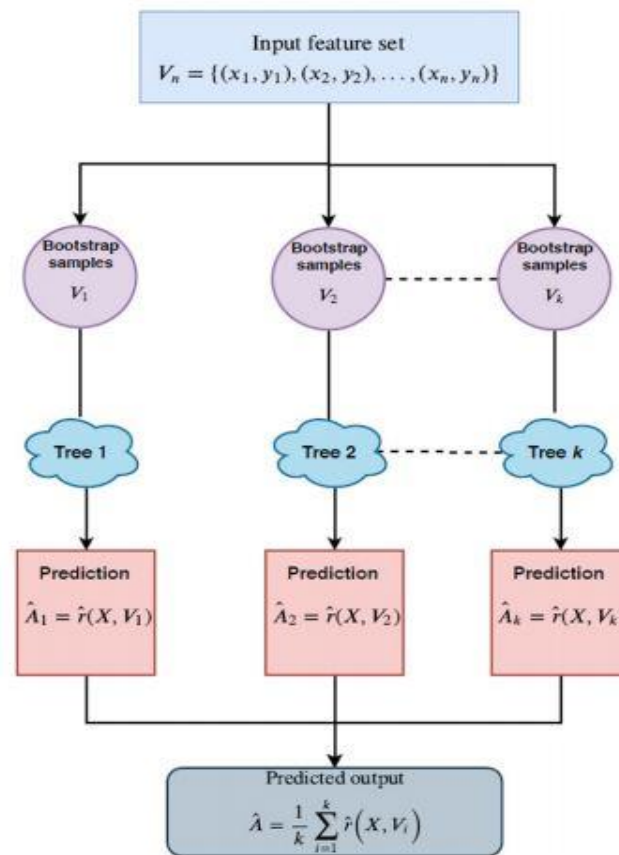 Input feature set
V_n = {(x_1, y_1), (x_2, y_2), . . . , (x_n, y_n)}
Bootstrap samples V_1
Bootstrap samples V_2
Bootstrap samples V_k
Tree 1
Tree 2
Tree k
Prediction
Â_1 = r̂(X, V_1)
Prediction
Â_2 = r̂(X, V_2)
Prediction
Â_k = r̂(X, V_k
Predicted output
Â = 1/k ∑_{i=1}^{k} r̂(X, V_i)